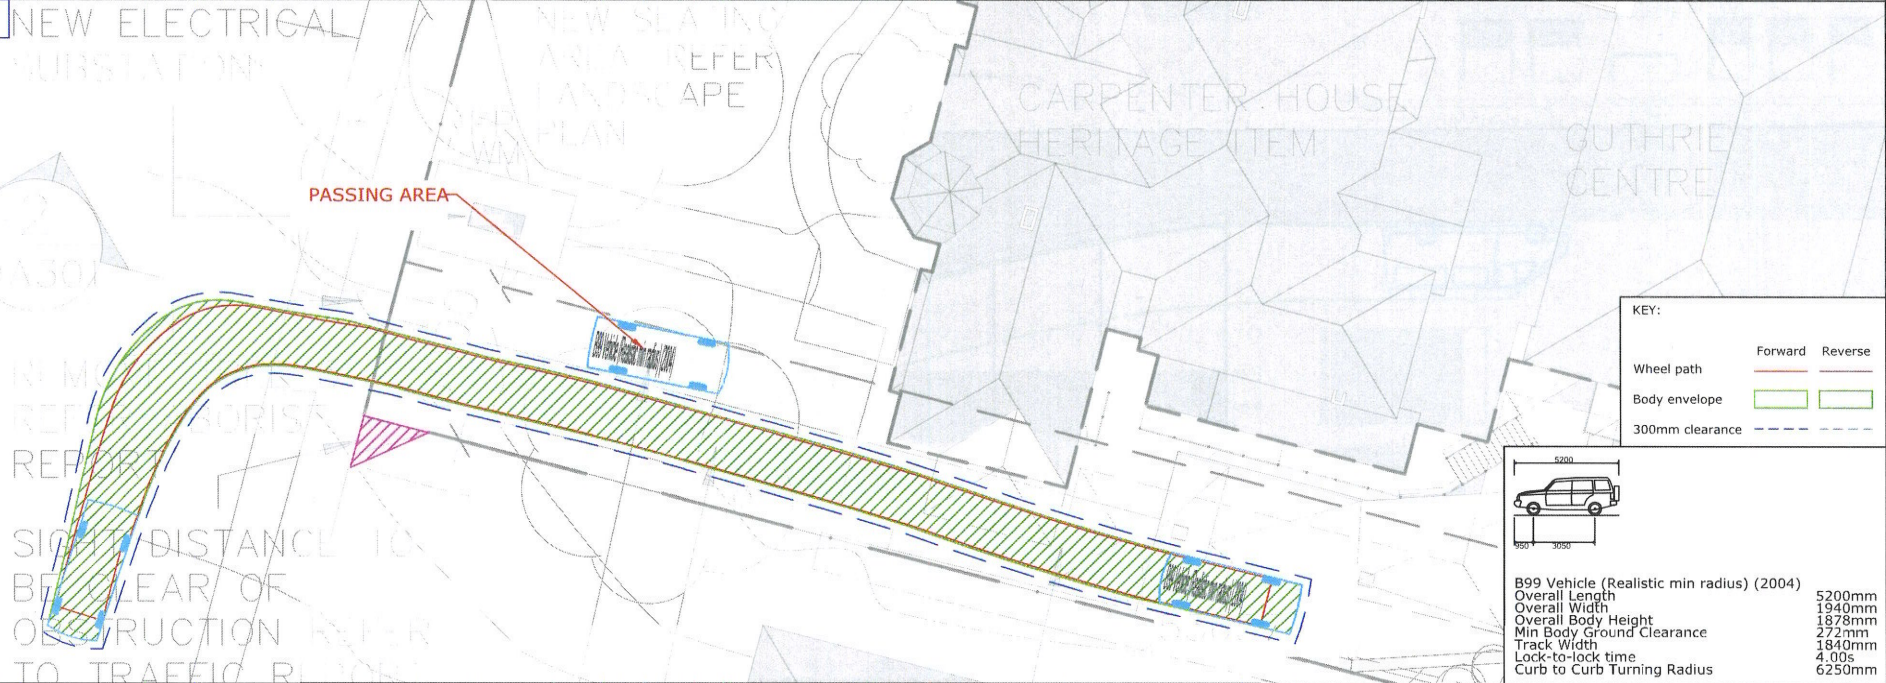 NEW ELECTRICAL
SUBSTATION
NEW SEATING
AREA REFER
LANDSCAPE
PLAN
WM
PASSING AREA
2
CARPENTER HOUSE
HERITAGE ITEM
GUTHRIE
CENTRE
REPORT
SIGHT DISTANCE TO
BE CLEAR OF
OBSTRUCTION REFER
TO TRAFFIC REPORT
KEY:
Forward Reverse
Wheel path
Body envelope
300mm clearance
5200
950 3050
B99 Vehicle (Realistic min radius) (2004)
Overall Length 5200mm
Overall Width 1940mm
Overall Body Height 1878mm
Min Body Ground Clearance 272mm
Track Width 1840mm
Lock-to-lock time 4.00s
Curb to Curb Turning Radius 6250mm